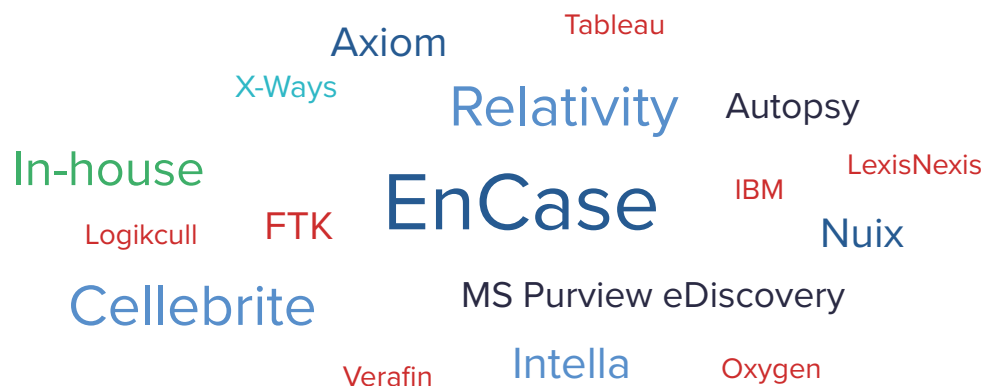 Tableau
Axiom
X-Ways
Relativity
Autopsy
In-house
LexisNexis
EnCase
IBM
Logikcull
FTK
Nuix
Cellebrite
MS Purview eDiscovery
Intella
Verafin
Oxygen